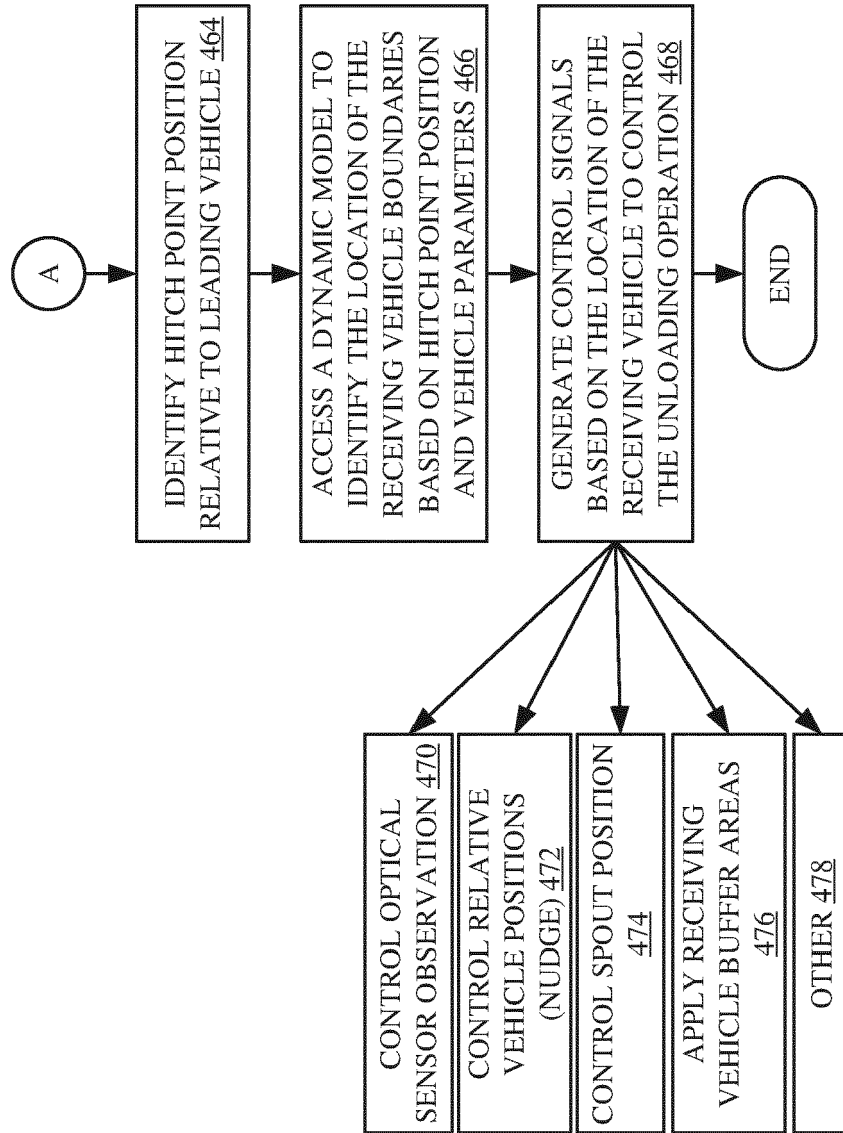 A
IDENTIFY HITCH POINT POSITION
RELATIVE TO LEADING VEHICLE 464
ACCESS A DYNAMIC MODEL TO
IDENTIFY THE LOCATION OF THE
RECEIVING VEHICLE BOUNDARIES
BASED ON HITCH POINT POSITION
AND VEHICLE PARAMETERS 466
GENERATE CONTROL SIGNALS
BASED ON THE LOCATION OF THE
RECEIVING VEHICLE TO CONTROL
THE UNLOADING OPERATION 468
END
CONTROL OPTICAL
SENSOR OBSERVATION 470
CONTROL RELATIVE
VEHICLE POSITIONS
(NUDGE) 472
CONTROL SPOUT POSITION
474
APPLY RECEIVING
VEHICLE BUFFER AREAS
476
OTHER 478